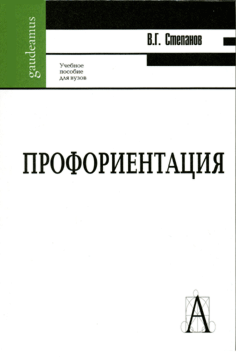 gaudeamus
В.Г. Степанов
Учебное
пособие
для вузов
ПРОФОРИЕНТАЦИЯ
А